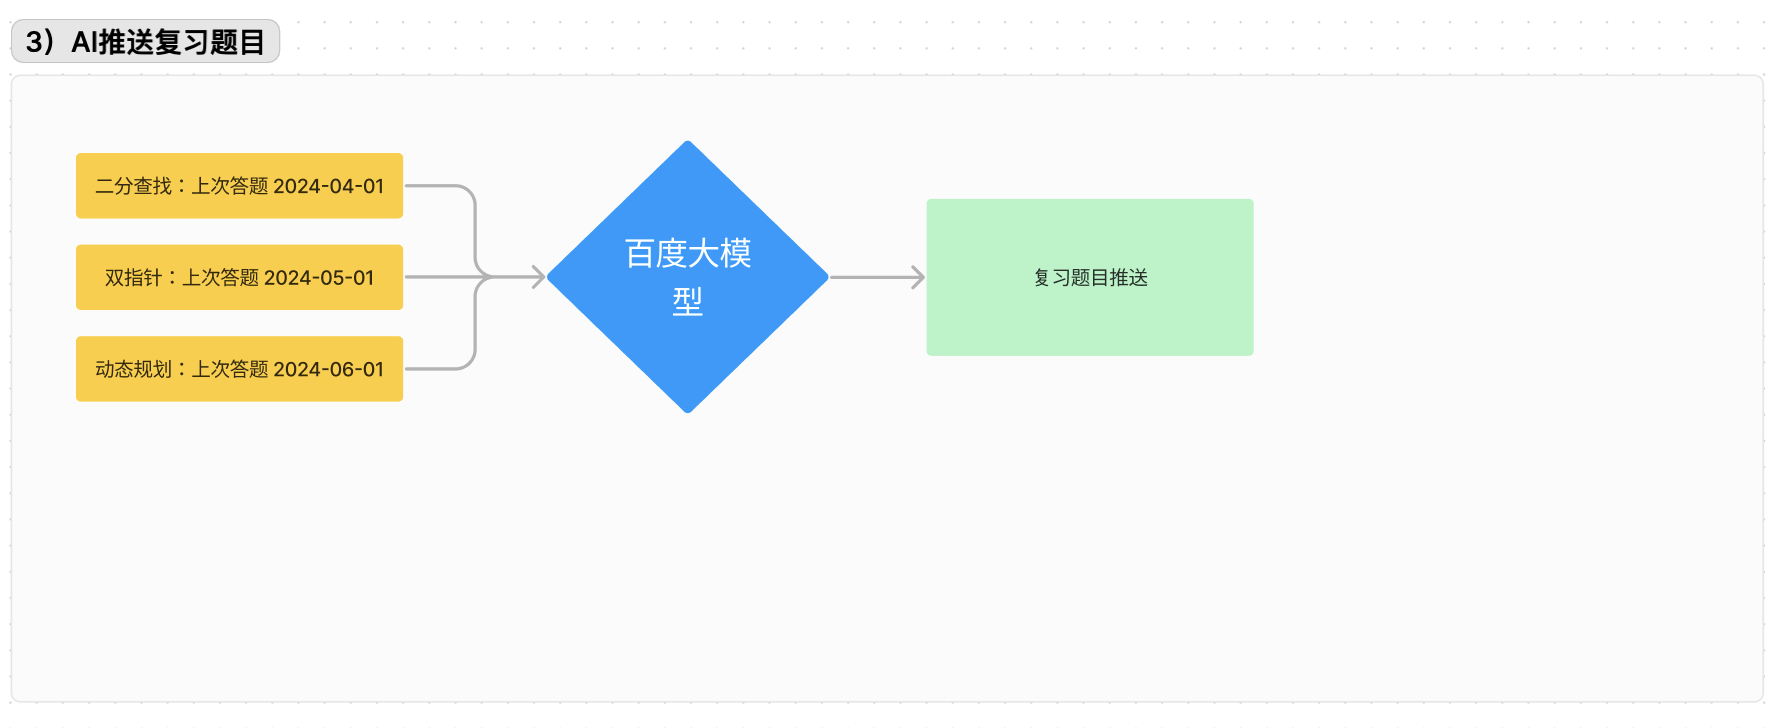 3）AI推送复习题目
二分查找：上次答题 2024-04-01
双指针：上次答题 2024-05-01
动态规划：上次答题 2024-06-01
百度大模
型
复习题目推送